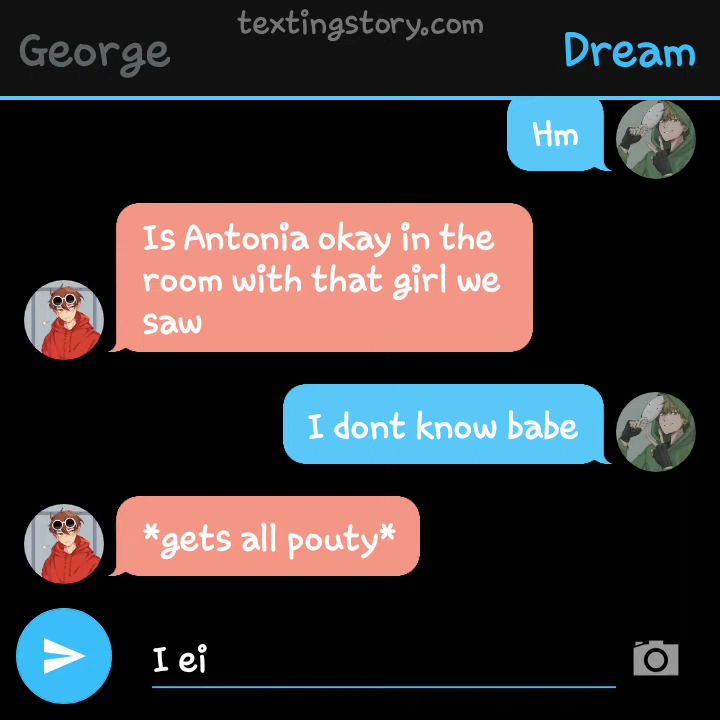 textingstory.com
George
Dream
Hm
Is Antonia okay in the
room with that girl we
saw
I dont know babe
*gets all pouty*
I ei